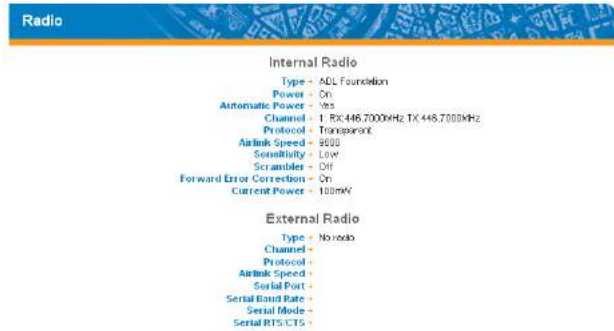 Radio
Internal Radio
Type ADL Foundation
Power On
Automatic Power Yes
Channel 1: RX:446.7000MHz TX 446.7000MHz
Protocol Transparent
Airlink Speed 9600
Sensitivity Low
Scrambler Off
Forward Error Correction On
Current Power 100mW
External Radio
Type No radio
Channel
Protocol
Airlink Speed
Serial Port
Serial Baud Rate
Serial Mode
Serial RTS/CTS